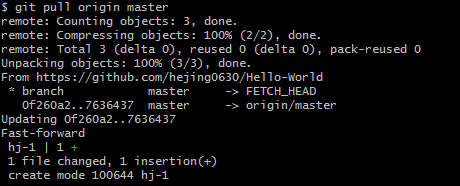 $ git pull origin master
remote: Counting objects: 3, done.
remote: Compressing objects: 100% (2/2), done.
remote: Total 3 (delta 0), reused 0 (delta 0), pack-reused 0
Unpacking objects: 100% (3/3), done.
From https://github.com/hejing0630/Hello-World
 * branch            master     -> FETCH_HEAD
   0f260a2..7636437  master     -> origin/master
Updating 0f260a2..7636437
Fast-forward
 hj-1 | 1 +
 1 file changed, 1 insertion(+)
 create mode 100644 hj-1